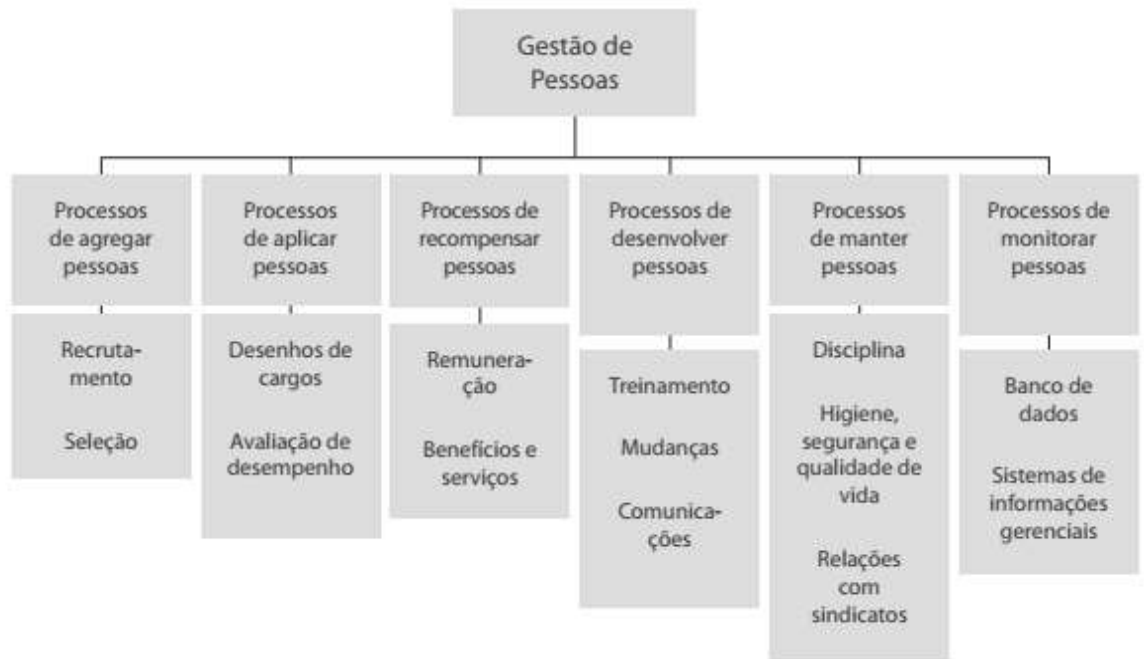 Gestão de
Pessoas
Processos
de agregar
pessoas
Processos
de aplicar
pessoas
Processos de
recompensar
pessoas
Processos de
desenvolver
pessoas
Processos
de manter
pessoas
Processos de
monitorar
pessoas
Recruta-
mento
Seleção
Desenhos de
cargos
Avaliação de
desempenho
Remunera-
ção
Benefícios e
serviços
Treinamento
Mudanças
Comunica-
ções
Disciplina
Higiene,
segurança e
qualidade de
vida
Relações
com
sindicatos
Banco de
dados
Sistemas de
informações
gerenciais